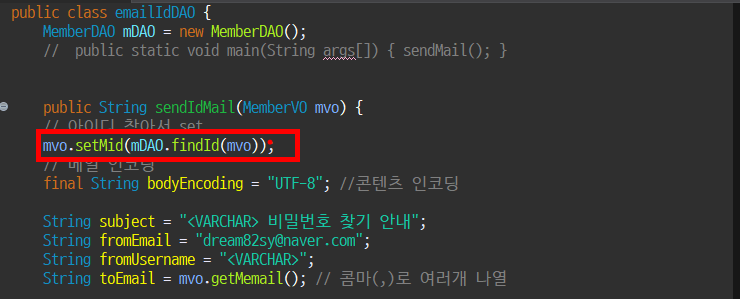 public class emailIdDAO {
MemberDAO mDAO = new MemberDAO();
// public static void main(String args[]) { sendMail(); }
public String sendIdMail(MemberVO mvo) {
// 아이디 찾아서 set
mvo.setMid(mDAO.findId(mvo));
// 메일 인코딩
final String bodyEncoding = "UTF-8"; //콘텐츠 인코딩
String subject = "<VARCHAR> 비밀번호 찾기 안내";
String fromEmail = "dream82sy@naver.com";
String fromUsername = "<VARCHAR>";
String toEmail = mvo.getMemail(); // 콤마(,)로 여러개 나열